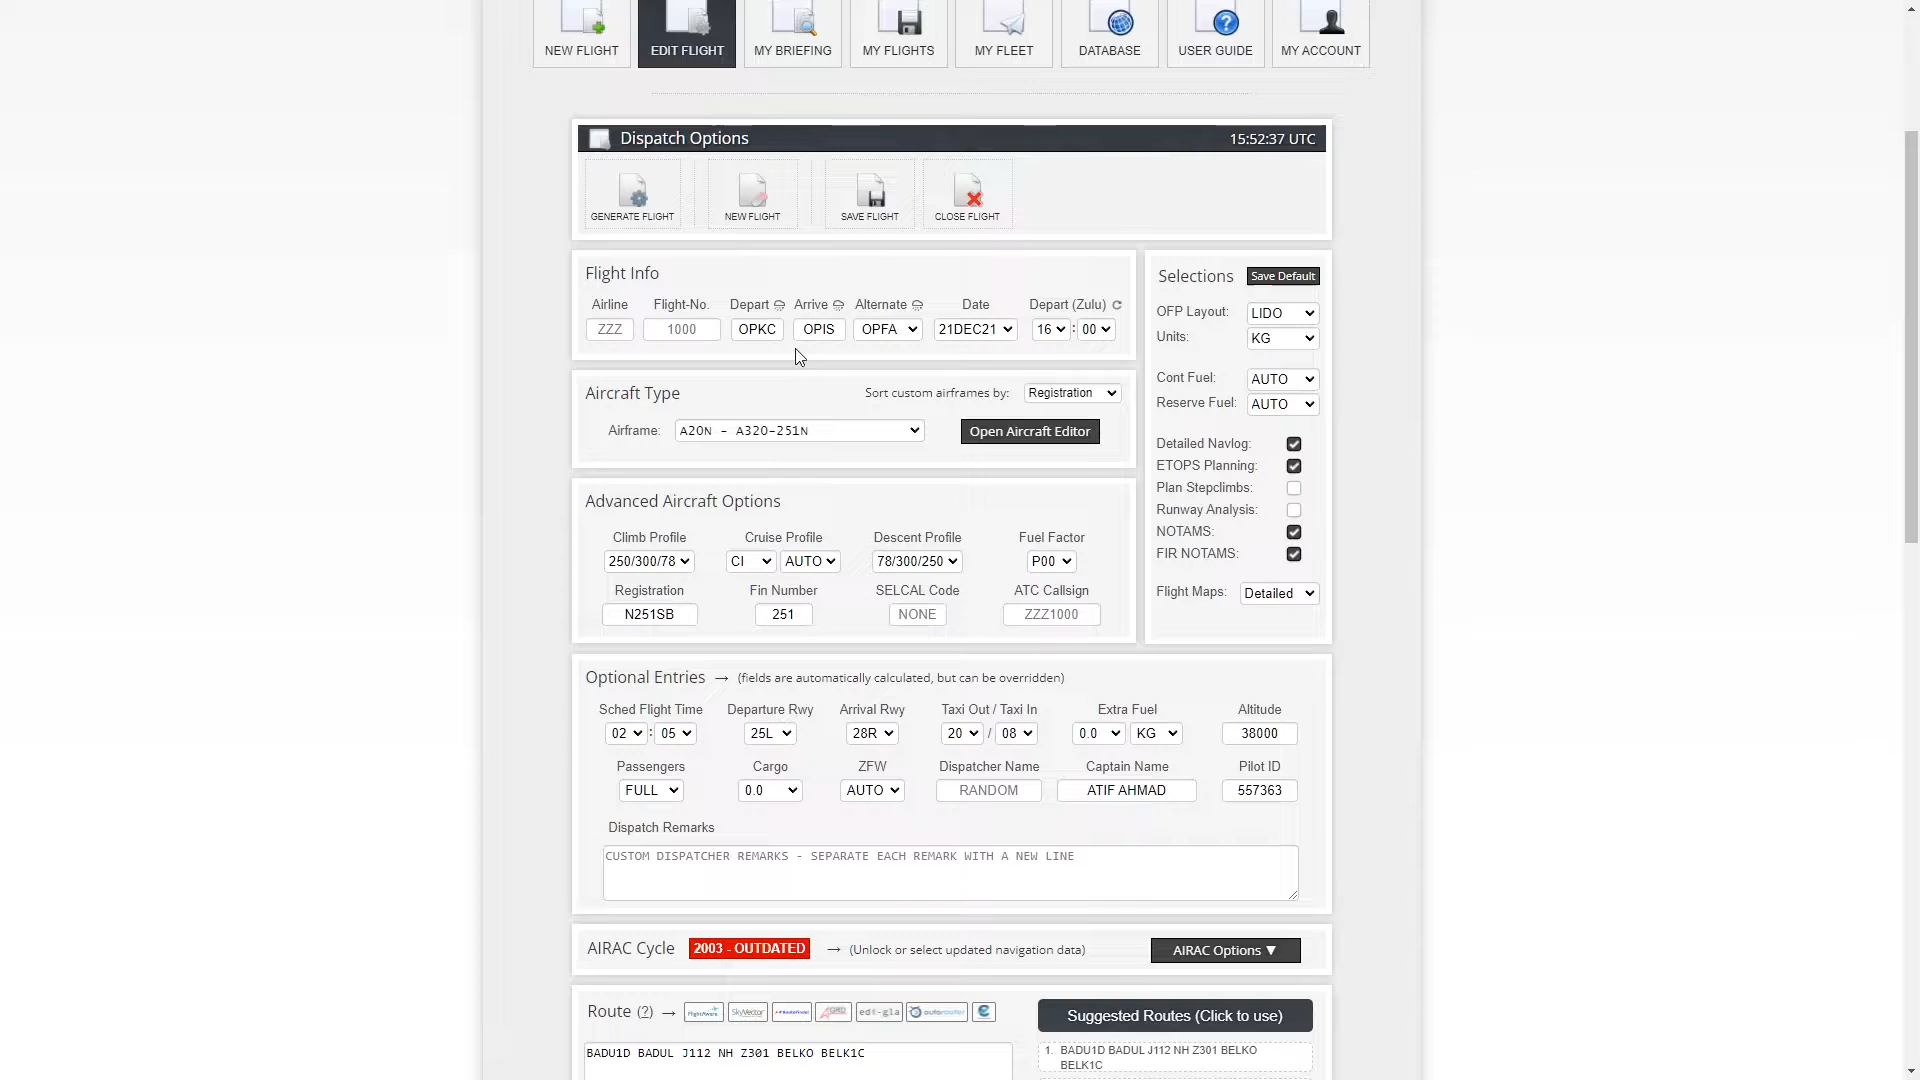 NEW FLIGHT EDIT FLIGHT MY BRIEFING MY FLIGHTS MY FLEET DATABASE USER GUIDE MY ACCOUNT
Dispatch Options 15:52:37 UTC
GENERATE FLIGHT NEW FLIGHT SAVE FLIGHT CLOSE FLIGHT
Flight Info
Airline Flight-No. Depart Arrive Alternate Date Depart (Zulu)
ZZZ 1000 OPKC OPIS OPFA 21DEC21 16 : 00
Selections Save Default
OFP Layout: LIDO
Units: KG
Cont Fuel: AUTO
Reserve Fuel: AUTO
Detailed Navlog:
ETOPS Planning:
Plan Stepclimbs:
Runway Analysis:
NOTAMS:
FIR NOTAMS:
Flight Maps: Detailed
Aircraft Type Sort custom airframes by: Registration
Airframe: A20N - A320-251N Open Aircraft Editor
Advanced Aircraft Options
Climb Profile Cruise Profile Descent Profile Fuel Factor
250/300/78 CI AUTO 78/300/250 P00
Registration Fin Number SELCAL Code ATC Callsign
N251SB 251 NONE ZZZ1000
Optional Entries → (fields are automatically calculated, but can be overridden)
Sched Flight Time Departure Rwy Arrival Rwy Taxi Out / Taxi In Extra Fuel Altitude
02 : 05 25L 28R 20 / 08 0.0 KG 38000
Passengers Cargo ZFW Dispatcher Name Captain Name Pilot ID
FULL 0.0 AUTO RANDOM ATIF AHMAD 557363
Dispatch Remarks
CUSTOM DISPATCHER REMARKS - SEPARATE EACH REMARK WITH A NEW LINE
AIRAC Cycle 2003 - OUTDATED → (Unlock or select updated navigation data) AIRAC Options ▼
Route (?) → FlightAware SkyVector RouteFinder edi-gla autorouter
BADU1D BADUL J112 NH Z301 BELKO BELK1C
Suggested Routes (Click to use)
1. BADU1D BADUL J112 NH Z301 BELKO
BELK1C